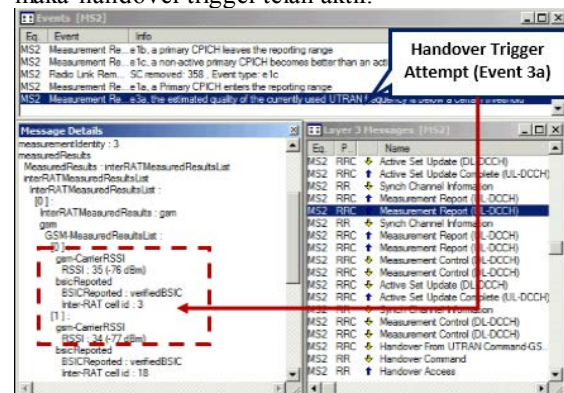 maka handover trigger telah aktif.
Events [MS2]
Eq. Event Info
MS2 Measurement Re... e1b, a primary CPICH leaves the reporting range
MS2 Measurement Re... e1c, a non-active primary CPICH becomes better than an acti
MS2 Radio Link Rem... SC removed: 358 , Event type: e1c
MS2 Measurement Re... e1a, a Primary CPICH enters the reporting range
MS2 Measurement Re... e3a, the estimated quality of the currently used UTRAN frequency is below a certain threshold
Handover Trigger
Attempt (Event 3a)
Message Details
measurementIdentity : 3
measuredResults
MeasuredResults : interRATMeasuredResultsList
interRATMeasuredResultsList
InterRATMeasuredResultsList :
[0] :
InterRATMeasuredResults : gsm
gsm
GSM-MeasuredResultsList :
[0] :
gsm-CarrierRSSI
RSSI : 35 (-76 dBm)
bsicReported
BSICReported : verifiedBSIC
Inter-RAT cell id : 3
[1] :
gsm-CarrierRSSI
RSSI : 34 (-77 dBm)
bsicReported
BSICReported : verifiedBSIC
Inter-RAT cell id : 18
Layer 3 Messages [MS2]
Eq. P... Name
MS2 RRC Active Set Update (DL-DCCH)
MS2 RRC Active Set Update Complete (UL-DCCH)
MS2 RR Synch Channel Information
MS2 RRC Measurement Report (UL-DCCH)
MS2 RRC Measurement Report (UL-DCCH)
MS2 RR Synch Channel Information
MS2 RRC Measurement Report (UL-DCCH)
MS2 RRC Measurement Control (DL-DCCH)
MS2 RRC Active Set Update (DL-DCCH)
MS2 RRC Active Set Update Complete (UL-DCCH)
MS2 RR Synch Channel Information
MS2 RRC Measurement Control (DL-DCCH)
MS2 RRC Measurement Control (DL-DCCH)
MS2 RRC Handover From UTRAN Command-GS...
MS2 RR Handover Command
MS2 RR Handover Access